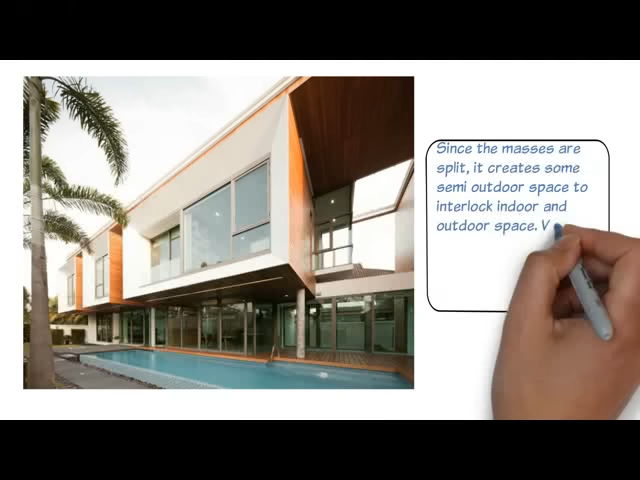 Since the masses are
split, it creates some
semi outdoor space to
interlock indoor and
outdoor space. V